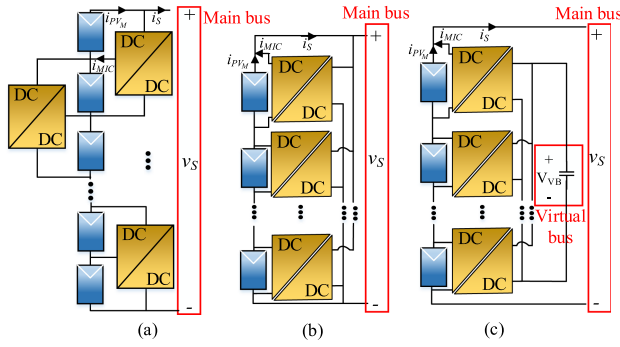 i_PV_M
i_S
Main bus
+
DC
DC
i_MIC
DC
DC
v_S
DC
DC
-
(a)
Main bus
i_MIC
i_S
+
i_PV_M
DC
DC
DC
DC
v_S
DC
DC
-
(b)
Main bus
i_MIC
i_S
+
i_PV_M
DC
DC
DC
DC
+
V_VB
-
v_S
Virtual
bus
DC
DC
-
(c)